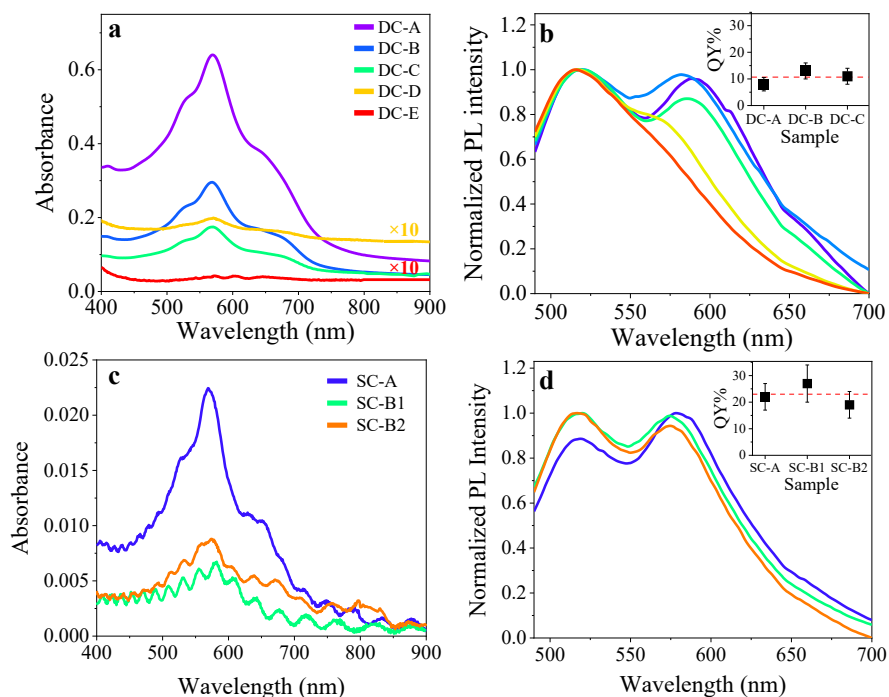 a
DC-A
DC-B
DC-C
DC-D
DC-E
0.6
0.4
0.2
0.0
×10
×10
400 500 600 700 800 900
Absorbance
Wavelength (nm)
b
1.0
0.8
0.6
0.4
0.2
0.0
500 550 600 650 700
Normalized PL intensity
Wavelength (nm)
QY%
30
20
10
0
DC-A DC-B DC-C
Sample
c
SC-A
SC-B1
SC-B2
0.025
0.020
0.015
0.010
0.005
0.000
400 500 600 700 800 900
Absorbance
Wavelength (nm)
d
1.2
1.0
0.8
0.6
0.4
0.2
0.0
500 550 600 650 700
Normalized PL Intensity
Wavelength (nm)
QY%
30
20
10
0
SC-A SC-B1 SC-B2
Sample